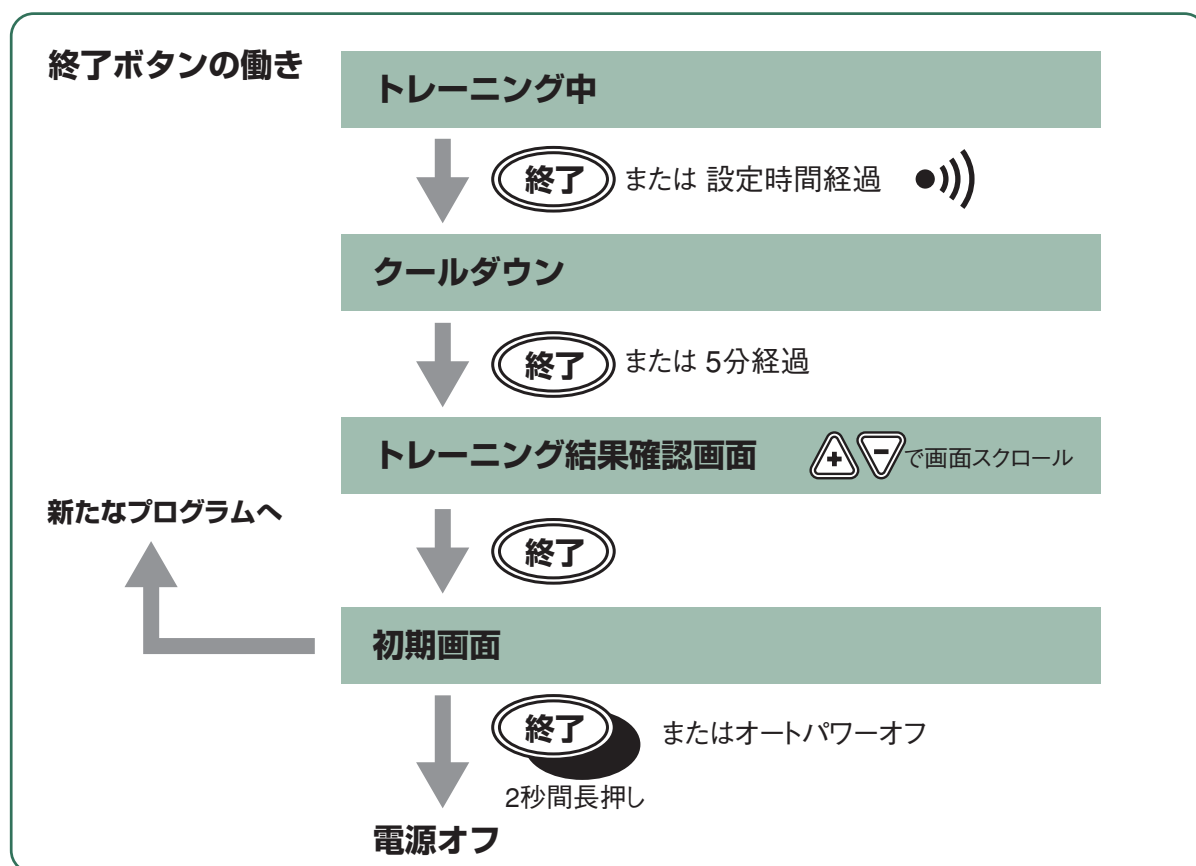 終了ボタンの働き
トレーニング中
終了 または 設定時間経過
クールダウン
終了 または 5分経過
トレーニング結果確認画面 + - で画面スクロール
新たなプログラムへ
終了
初期画面
終了 またはオートパワーオフ
2秒間長押し
電源オフ